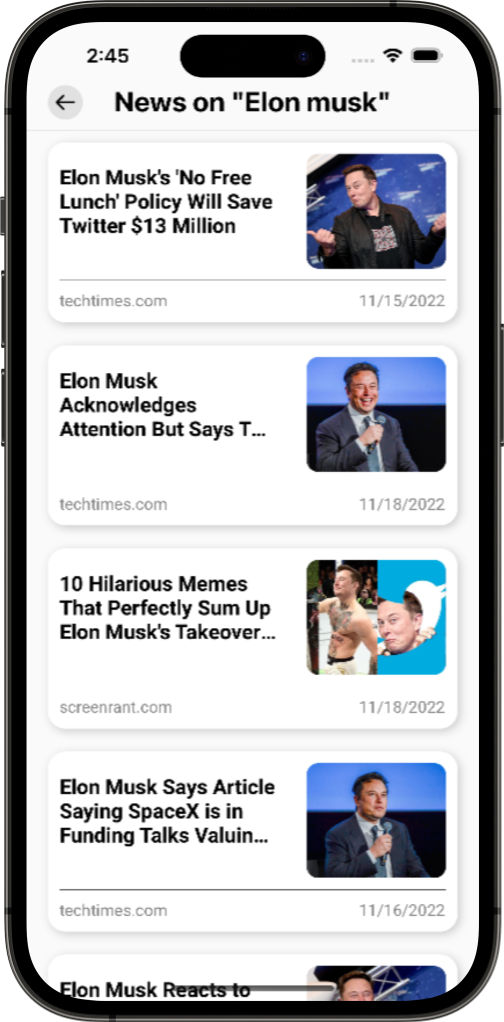 2:45
News on "Elon musk"
Elon Musk's 'No Free
Lunch' Policy Will Save
Twitter $13 Million
techtimes.com 11/15/2022
Elon Musk
Acknowledges
Attention But Says T...
techtimes.com 11/18/2022
10 Hilarious Memes
That Perfectly Sum Up
Elon Musk's Takeover...
screenrant.com 11/18/2022
Elon Musk Says Article
Saying SpaceX is in
Funding Talks Valuin...
techtimes.com 11/16/2022
Elon Musk Reacts to